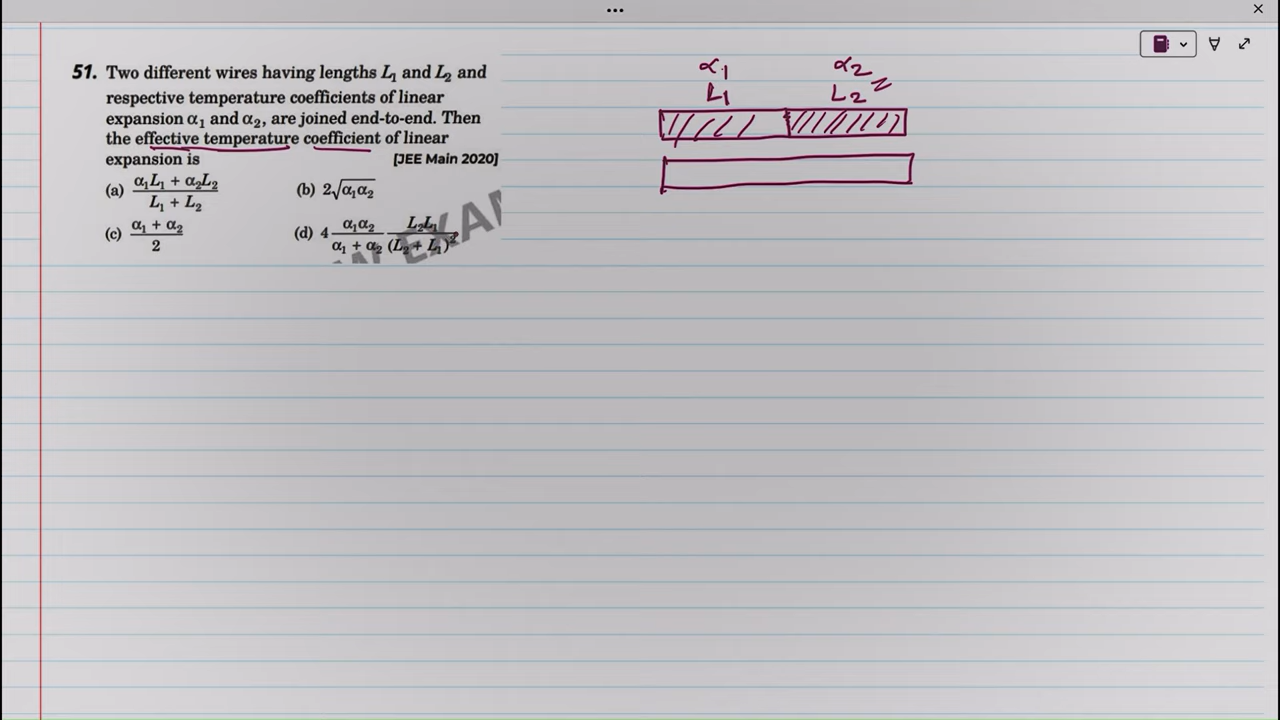 51. Two different wires having lengths L₁ and L₂ and
respective temperature coefficients of linear
expansion α₁ and α₂, are joined end-to-end. Then
the effective temperature coefficient of linear
expansion is [JEE Main 2020]
(a) (α₁L₁ + α₂L₂)/(L₁ + L₂) (b) 2√(α₁α₂)
(c) (α₁ + α₂)/2 (d) 4 (α₁α₂)/(α₁ + α₂) (L₂L₁)/(L₂ + L₁)²
EXAM
α₁ α₂
L₁ L₂